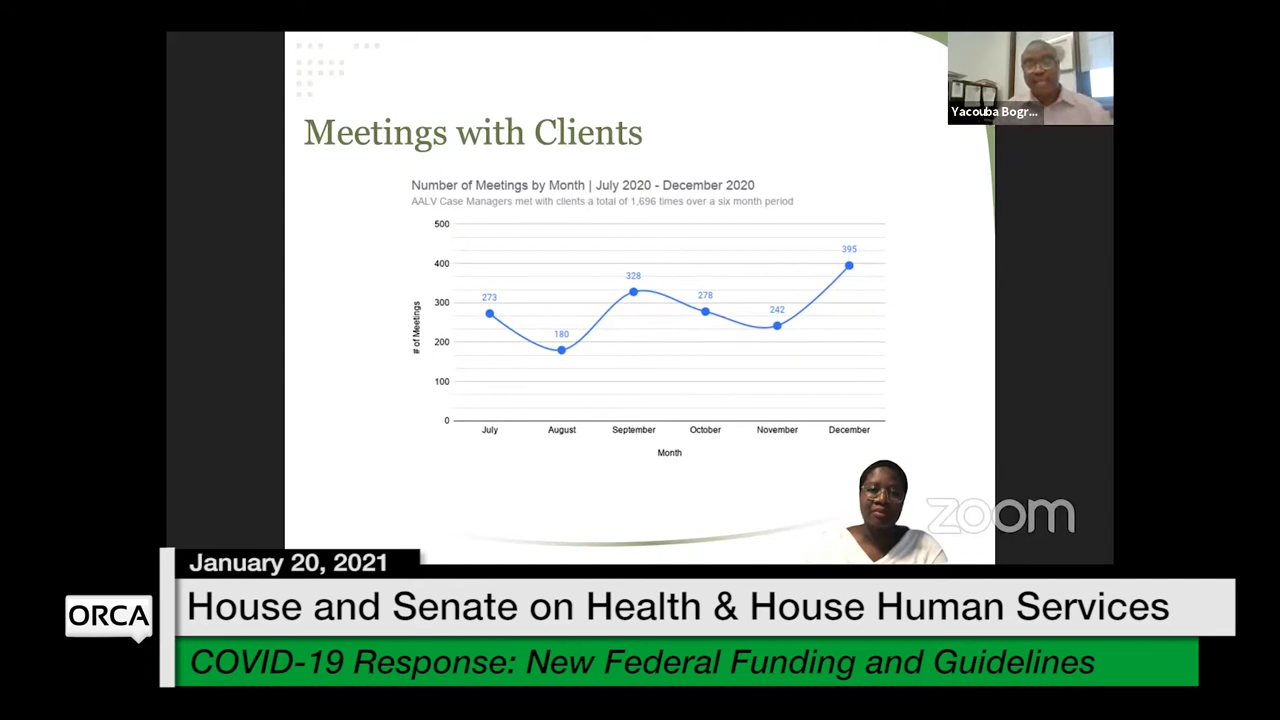 Yacouba Bogr...
Meetings with Clients
Number of Meetings by Month | July 2020 - December 2020
AALV Case Managers met with clients a total of 1,696 times over a six month period
500
400
300
200
100
0
# of Meetings
273
180
328
278
242
395
July August September October November December
Month
zoom
January 20, 2021
ORCA
House and Senate on Health & House Human Services
COVID-19 Response: New Federal Funding and Guidelines